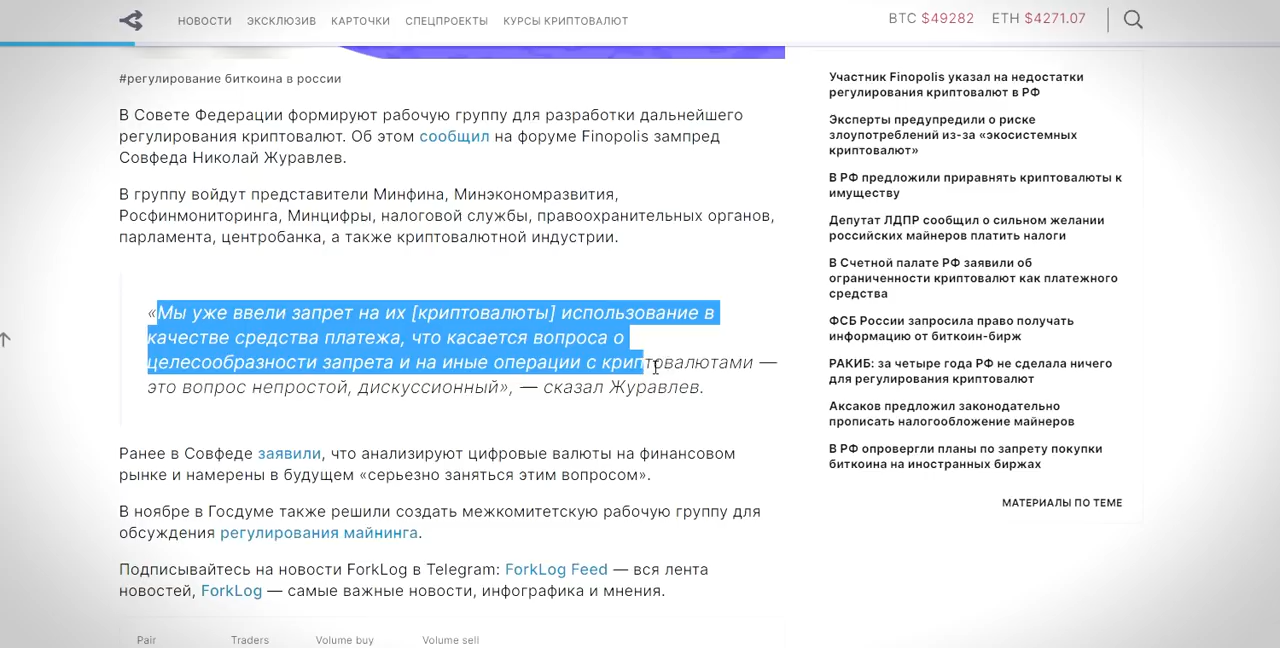 НОВОСТИ ЭКСКЛЮЗИВ КАРТОЧКИ СПЕЦПРОЕКТЫ КУРСЫ КРИПТОВАЛЮТ
BTC $49282 ETH $4271.07
#регулирование биткоина в россии
В Совете Федерации формируют рабочую группу для разработки дальнейшего
регулирования криптовалют. Об этом сообщил на форуме Finopolis зампред
Совфеда Николай Журавлев.
В группу войдут представители Минфина, Минэкономразвития,
Росфинмониторинга, Минцифры, налоговой службы, правоохранительных органов,
парламента, центробанка, а также криптовалютной индустрии.
«Мы уже ввели запрет на их [криптовалюты] использование в
качестве средства платежа, что касается вопроса о
целесообразности запрета и на иные операции с криптовалютами —
это вопрос непростой, дискуссионный», — сказал Журавлев.
Ранее в Совфеде заявили, что анализируют цифровые валюты на финансовом
рынке и намерены в будущем «серьезно заняться этим вопросом».
В ноябре в Госдуме также решили создать межкомитетскую рабочую группу для
обсуждения регулирования майнинга.
Подписывайтесь на новости ForkLog в Telegram: ForkLog Feed — вся лента
новостей, ForkLog — самые важные новости, инфографика и мнения.
Pair Traders Volume buy Volume sell
Участник Finopolis указал на недостатки
регулирования криптовалют в РФ
Эксперты предупредили о риске
злоупотреблений из-за «экосистемных
криптовалют»
В РФ предложили приравнять криптовалюты к
имуществу
Депутат ЛДПР сообщил о сильном желании
российских майнеров платить налоги
В Счетной палате РФ заявили об
ограниченности криптовалют как платежного
средства
ФСБ России запросила право получать
информацию от биткоин-бирж
РАКИБ: за четыре года РФ не сделала ничего
для регулирования криптовалют
Аксаков предложил законодательно
прописать налогообложение майнеров
В РФ опровергли планы по запрету покупки
биткоина на иностранных биржах
МАТЕРИАЛЫ ПО ТЕМЕ